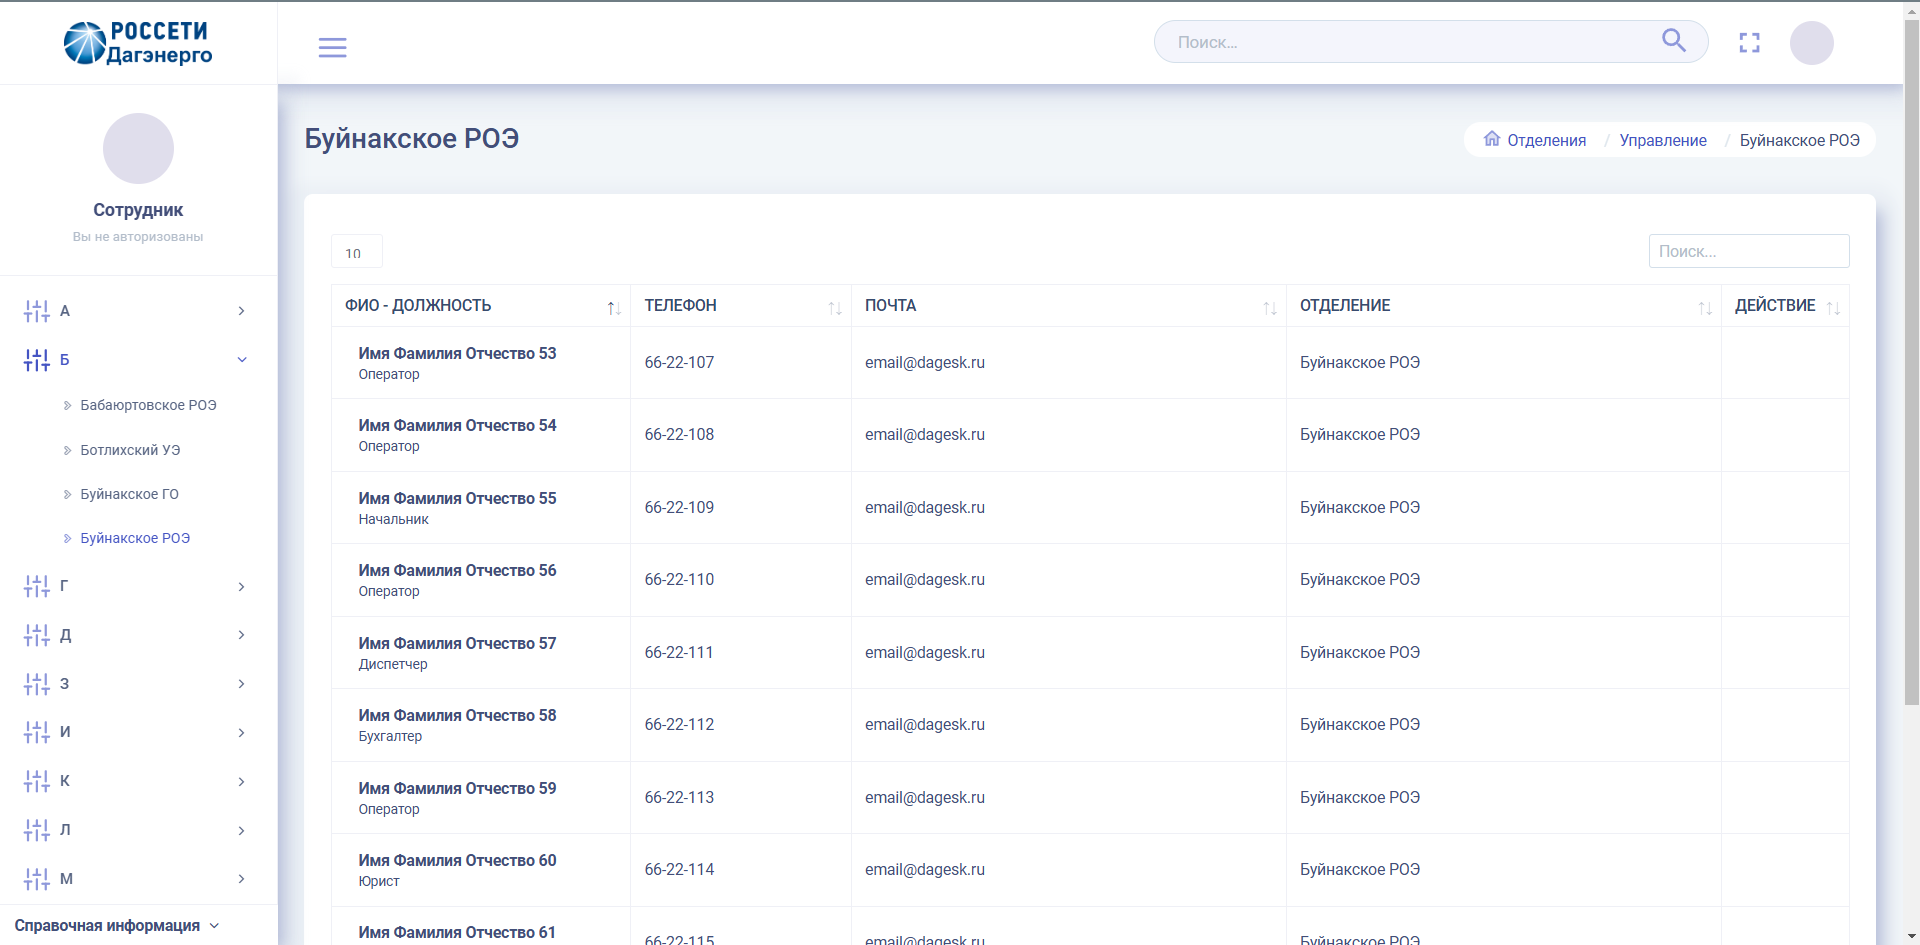 РОССЕТИ
Дагэнерго
Поиск...
Сотрудник
Вы не авторизованы
А
Б
Бабаюртовское РОЭ
Ботлихский УЭ
Буйнакское ГО
Буйнакское РОЭ
Г
Д
З
И
К
Л
М
Справочная информация
Буйнакское РОЭ
Отделения / Управление / Буйнакское РОЭ
10
Поиск...
ФИО - ДОЛЖНОСТЬ ТЕЛЕФОН ПОЧТА ОТДЕЛЕНИЕ ДЕЙСТВИЕ
Имя Фамилия Отчество 53
Оператор
66-22-107 email@dagesk.ru Буйнакское РОЭ
Имя Фамилия Отчество 54
Оператор
66-22-108 email@dagesk.ru Буйнакское РОЭ
Имя Фамилия Отчество 55
Начальник
66-22-109 email@dagesk.ru Буйнакское РОЭ
Имя Фамилия Отчество 56
Оператор
66-22-110 email@dagesk.ru Буйнакское РОЭ
Имя Фамилия Отчество 57
Диспетчер
66-22-111 email@dagesk.ru Буйнакское РОЭ
Имя Фамилия Отчество 58
Бухгалтер
66-22-112 email@dagesk.ru Буйнакское РОЭ
Имя Фамилия Отчество 59
Оператор
66-22-113 email@dagesk.ru Буйнакское РОЭ
Имя Фамилия Отчество 60
Юрист
66-22-114 email@dagesk.ru Буйнакское РОЭ
Имя Фамилия Отчество 61
66-22-115 email@dagesk.ru Буйнакское РОЭ